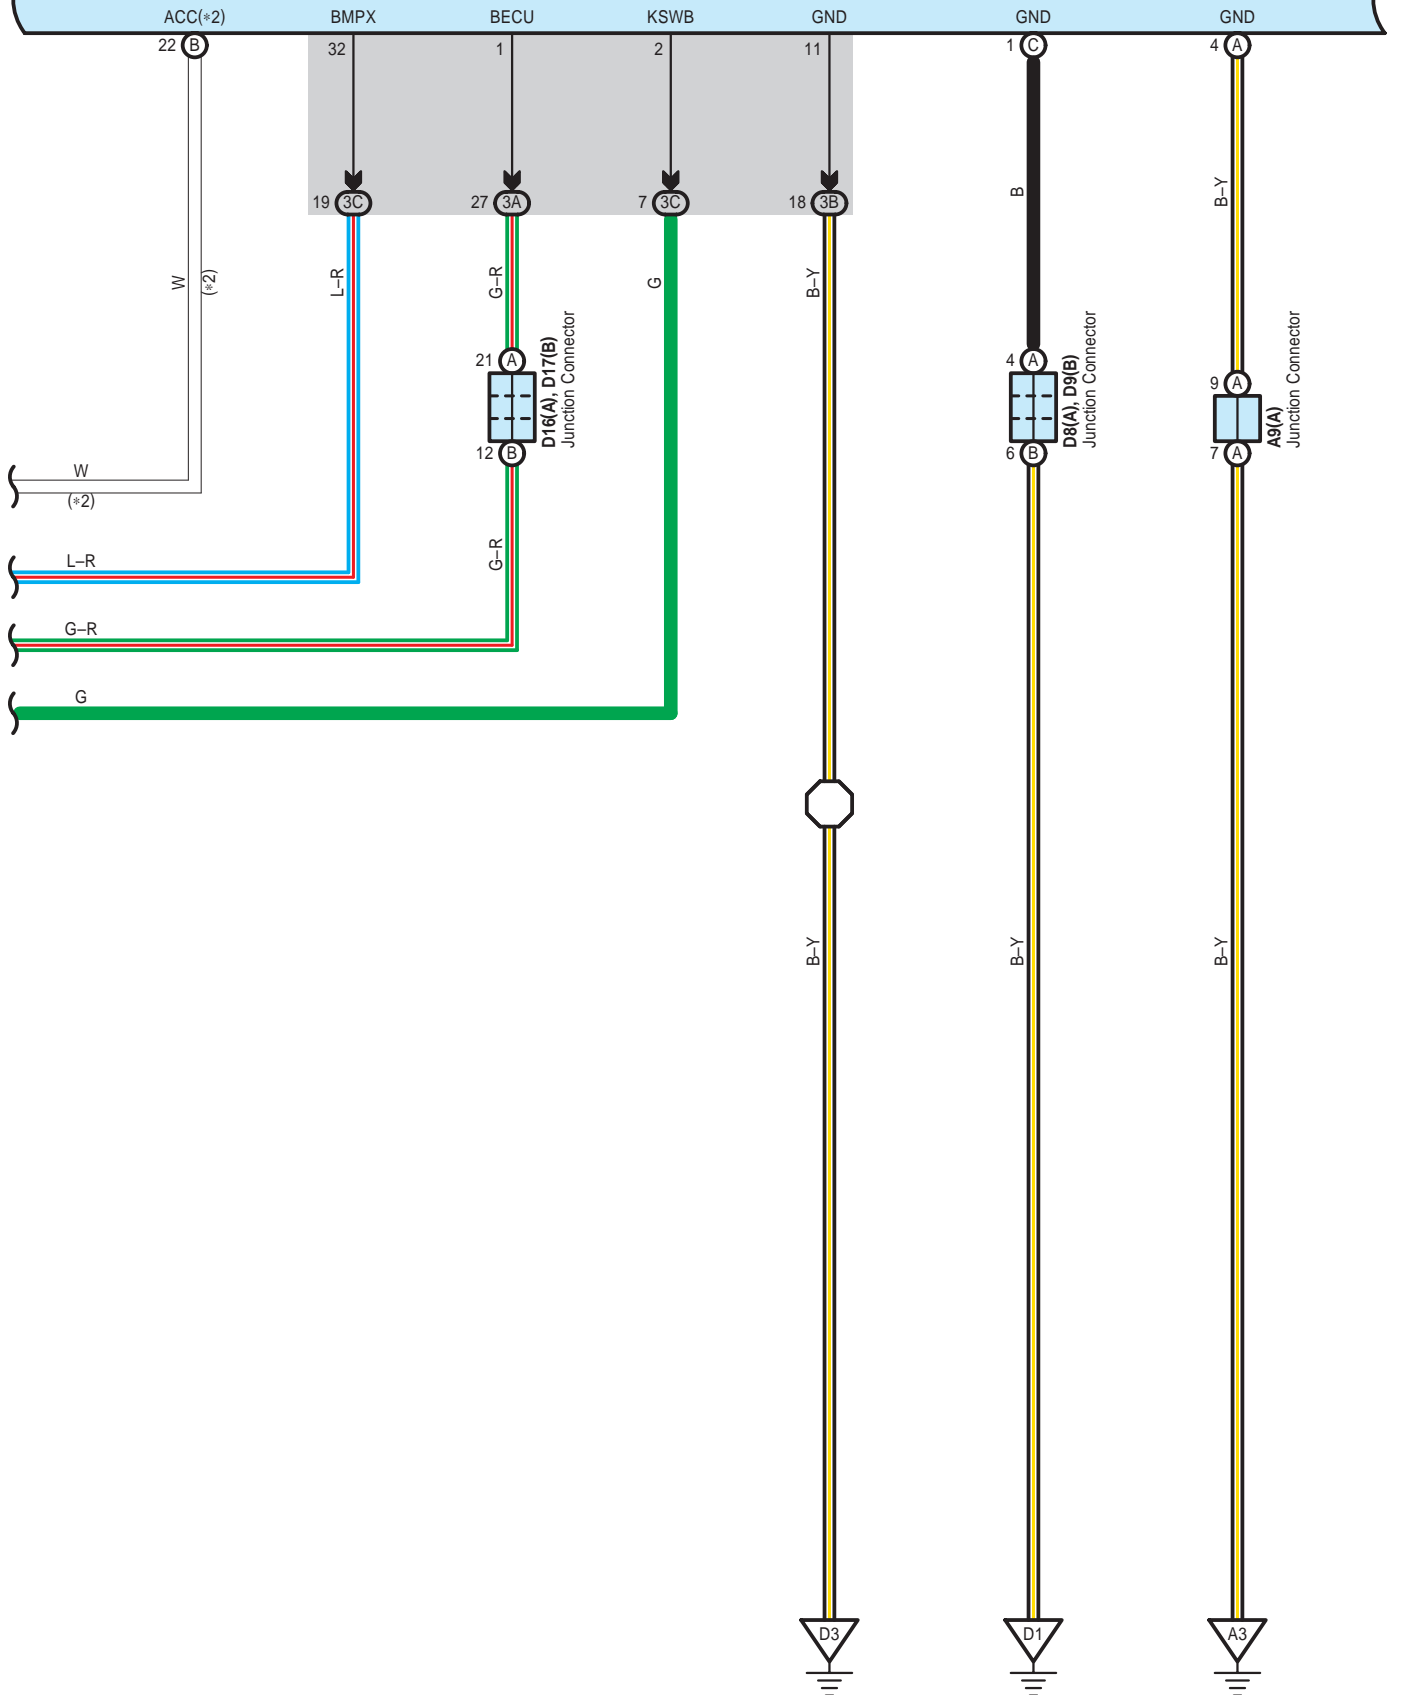 ACC(*2) BMPX BECU KSWB GND GND GND
22 B 32 1 2 11 1 C 4 A
19 3C 27 3A 7 3C 18 3B
B B–Y
W (*2) L–R G–R G B–Y
21 A 4 A 9 A
D16(A), D17(B)
Junction Connector
D8(A), D9(B)
Junction Connector
A9(A)
Junction Connector
12 B 6 B 7 A
W
(*2)
G–R
L–R
G–R
G
B–Y B–Y B–Y
D3 D1 A3